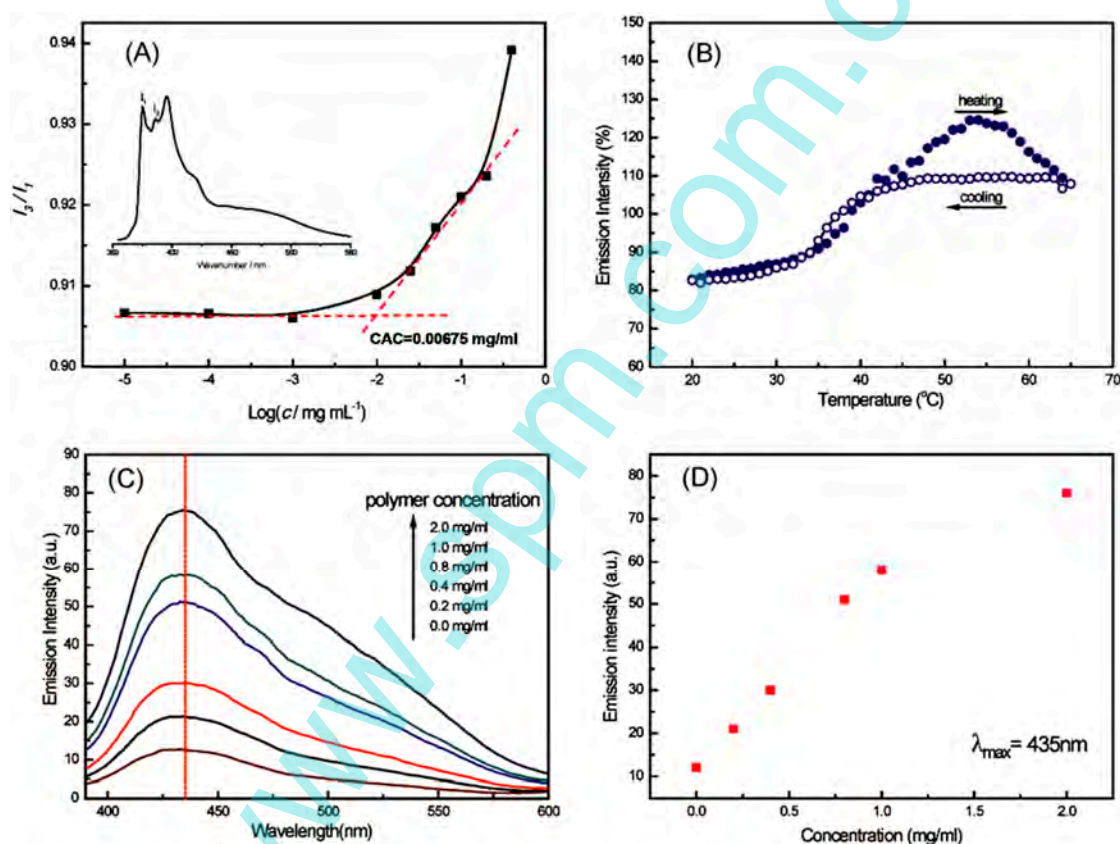 (A)
0.94
0.93
0.92
0.91
0.90
I3 / I1
400
Wavenumber / nm
CAC=0.00675 mg/ml
-5
-4
-3
-2
-1
0
Log(c / mg mL-1)
(B)
150
140
130
120
110
100
90
80
70
60
Emission Intensity (%)
heating
cooling
20
30
40
50
60
70
Temperature (°C)
(C)
90
80
70
60
50
40
30
20
10
0
Emission Intensity (a.u.)
polymer concentration
2.0 mg/ml
1.0 mg/ml
0.8 mg/ml
0.4 mg/ml
0.2 mg/ml
0.0 mg/ml
400
450
500
550
600
Wavelength(nm)
(D)
80
70
60
50
40
30
20
10
Emission intensity (a.u.)
λmax= 435nm
0.0
0.5
1.0
1.5
2.0
Concentration (mg/ml)
www.spm.co